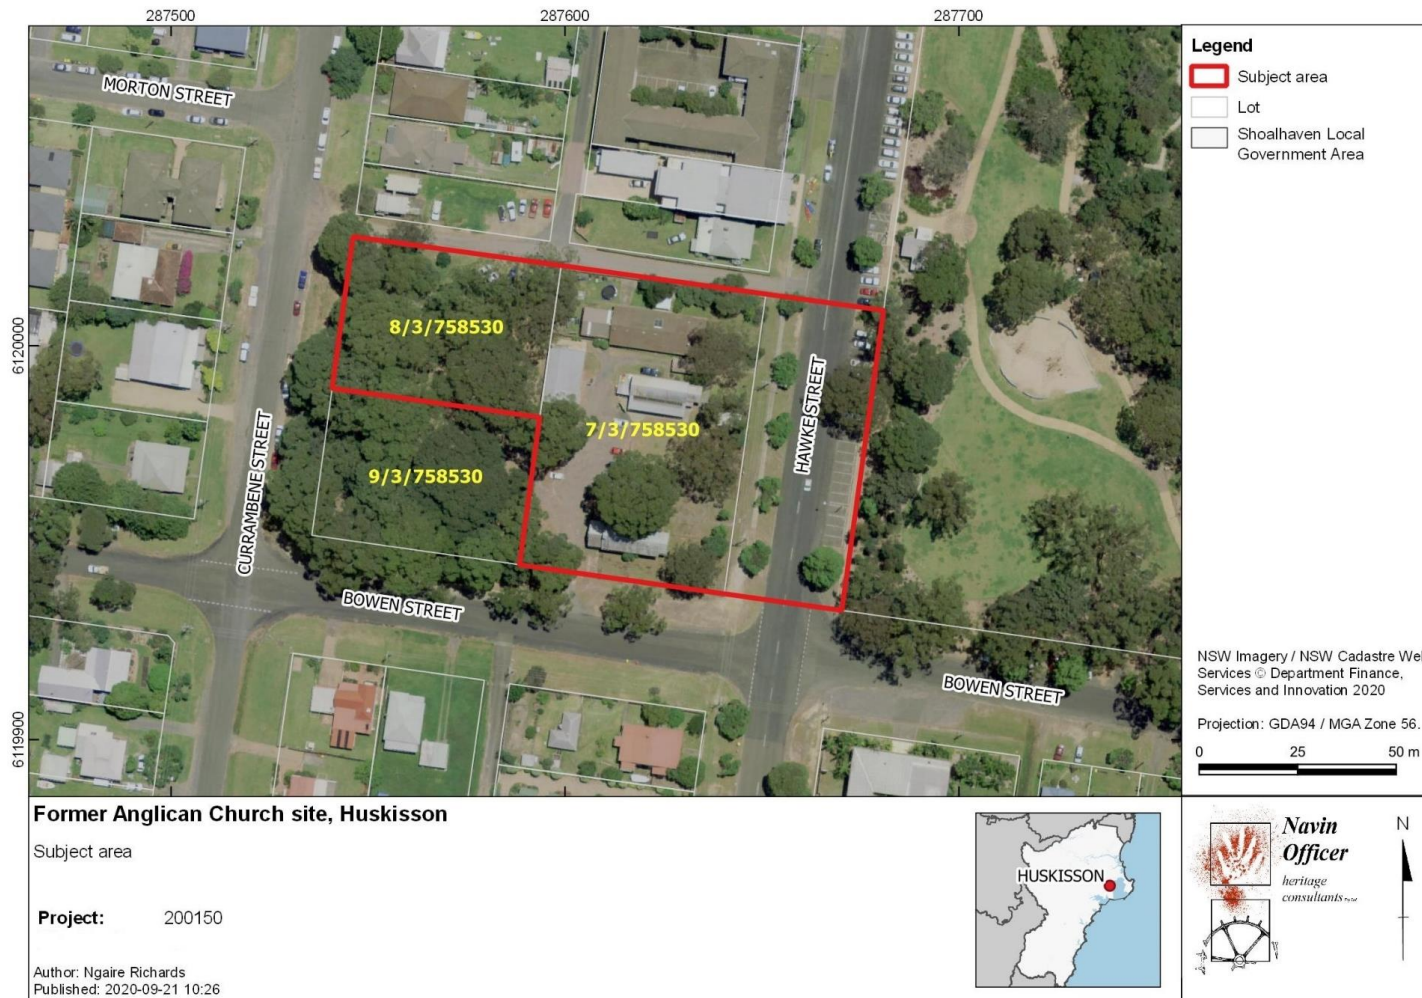 287500
287600
287700
6120000
6119900
MORTON STREET
CURRAMBENE STREET
8/3/758530
7/3/758530
9/3/758530
HAWKE STREET
BOWEN STREET
BOWEN STREET
Legend
Subject area
Lot
Shoalhaven Local
Government Area
NSW Imagery / NSW Cadastre We
Services © Department Finance,
Services and Innovation 2020
Projection: GDA94 / MGA Zone 56.
0 25 50 m
Former Anglican Church site, Huskisson
Subject area
Project: 200150
Author: Ngaire Richards
Published: 2020-09-21 10:26
HUSKISSON
Navin
Officer
heritage
consultants
N